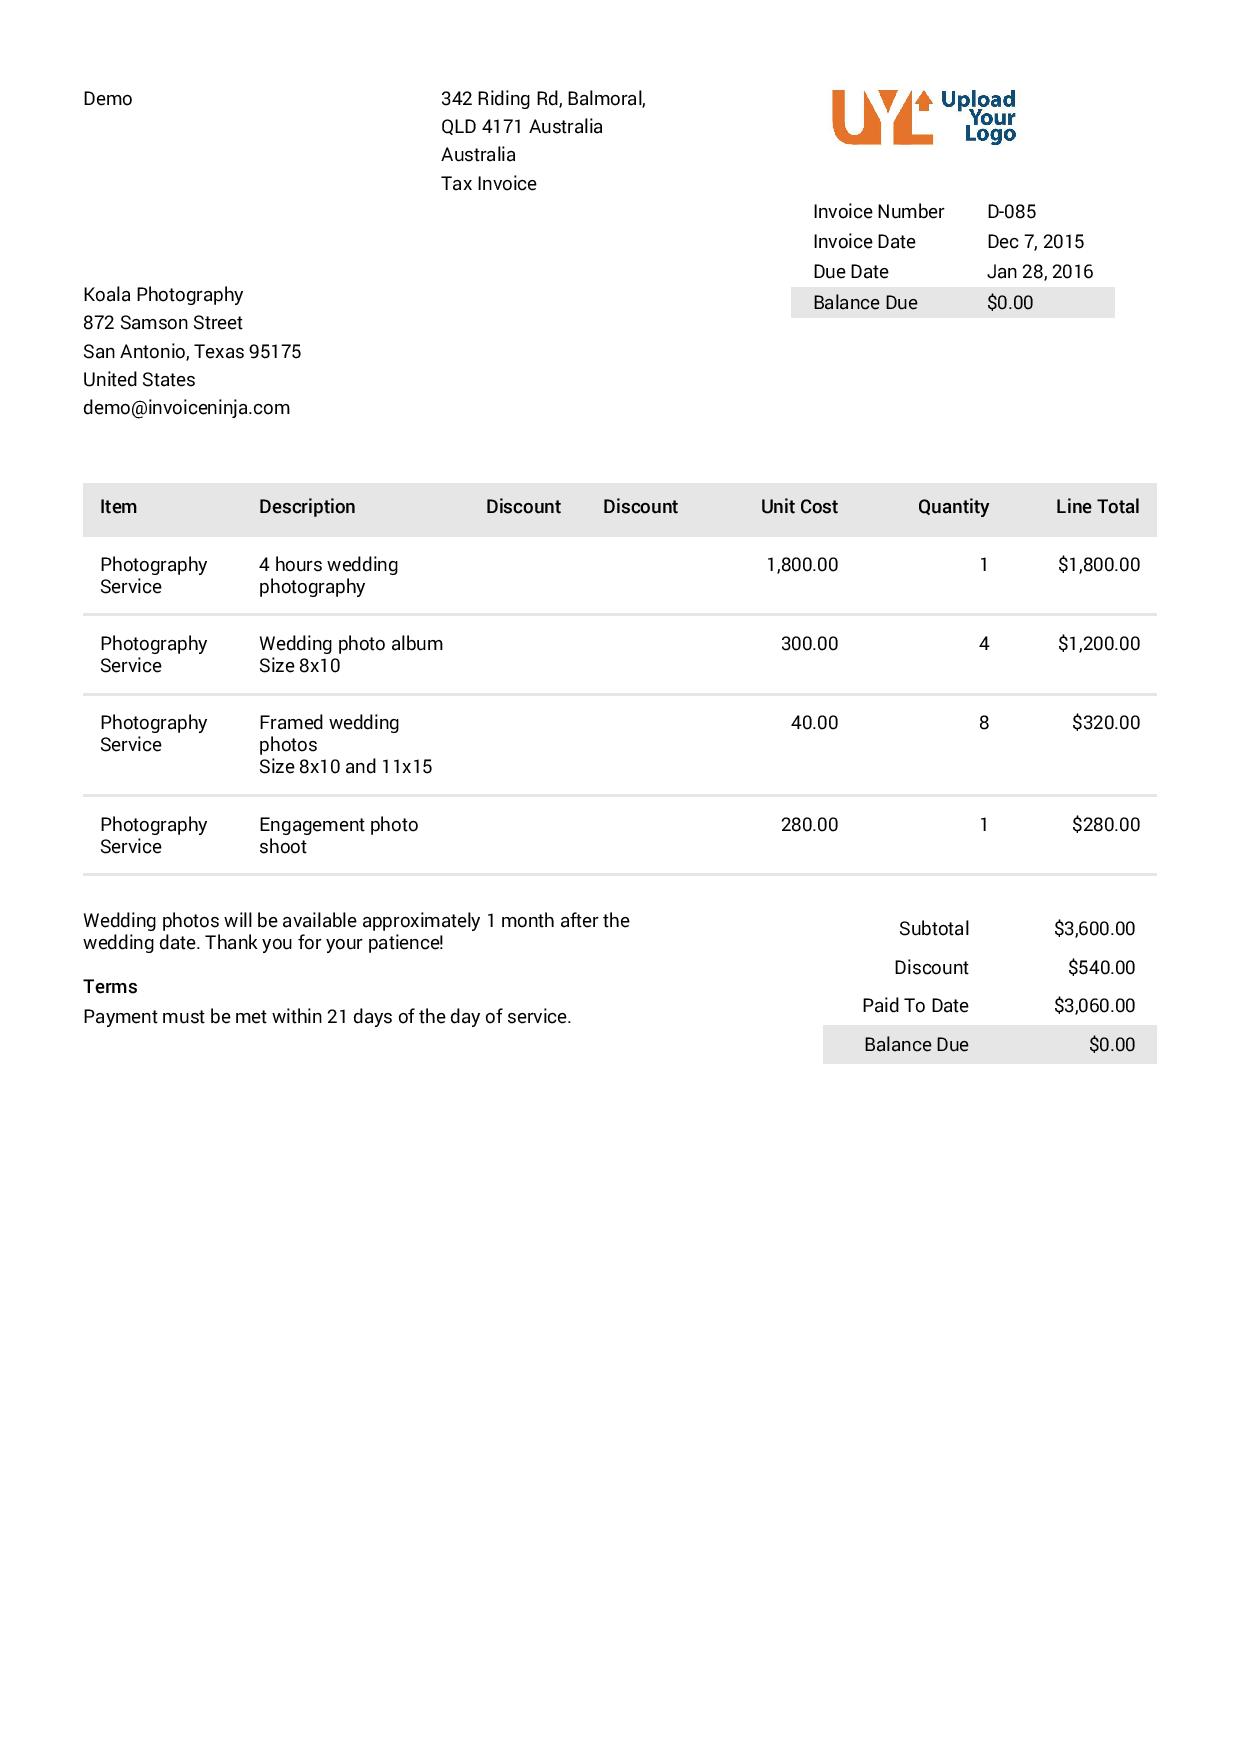 Demo
342 Riding Rd, Balmoral,
QLD 4171 Australia
Australia
Tax Invoice
UYL Upload
Your
Logo
Invoice Number D-085
Invoice Date Dec 7, 2015
Due Date Jan 28, 2016
Balance Due $0.00
Koala Photography
872 Samson Street
San Antonio, Texas 95175
United States
demo@invoiceninja.com
Item Description Discount Discount Unit Cost Quantity Line Total
Photography 4 hours wedding 1,800.00 1 $1,800.00
Service photography
Photography Wedding photo album 300.00 4 $1,200.00
Service Size 8x10
Photography Framed wedding 40.00 8 $320.00
Service photos
Size 8x10 and 11x15
Photography Engagement photo 280.00 1 $280.00
Service shoot
Wedding photos will be available approximately 1 month after the
wedding date. Thank you for your patience!
Terms
Payment must be met within 21 days of the day of service.
Subtotal $3,600.00
Discount $540.00
Paid To Date $3,060.00
Balance Due $0.00